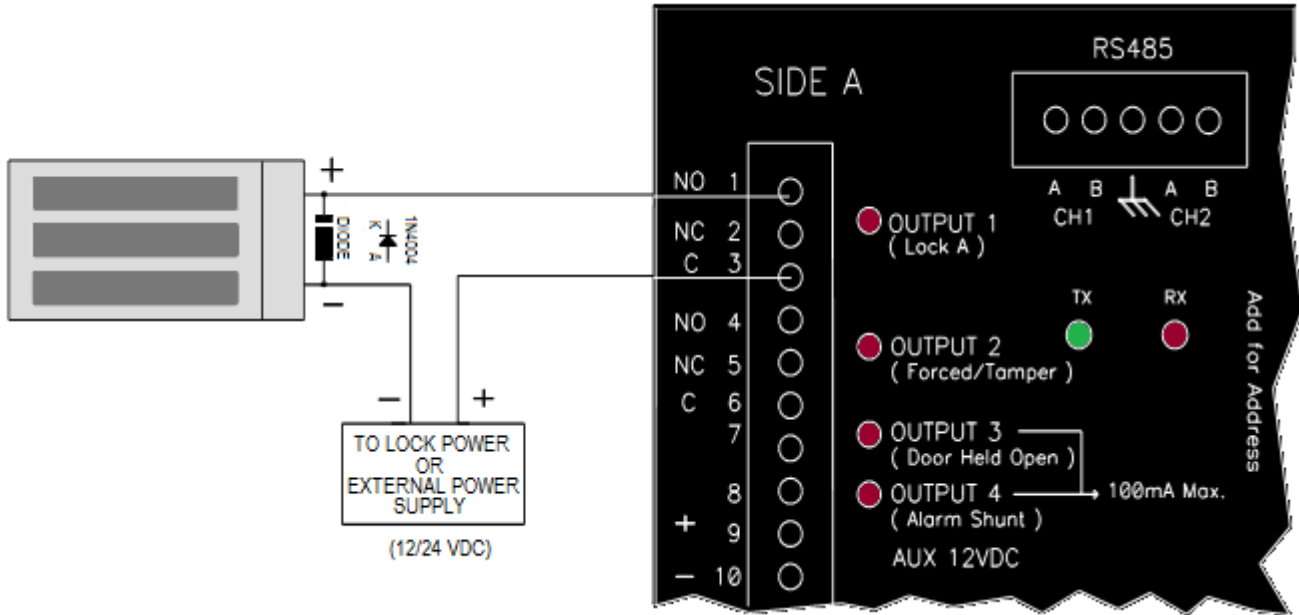 +
DIODE
K A
1N4004
−
− +
TO LOCK POWER
OR
EXTERNAL POWER
SUPPLY
(12/24 VDC)
SIDE A
NO 1
NC 2
C 3
NO 4
NC 5
C 6
7
8
+ 9
− 10
OUTPUT 1
( Lock A )
OUTPUT 2
( Forced/Tamper )
OUTPUT 3
( Door Held Open )
OUTPUT 4
( Alarm Shunt )
100mA Max.
AUX 12VDC
RS485
A B A B
CH1 CH2
TX RX
Add for Address